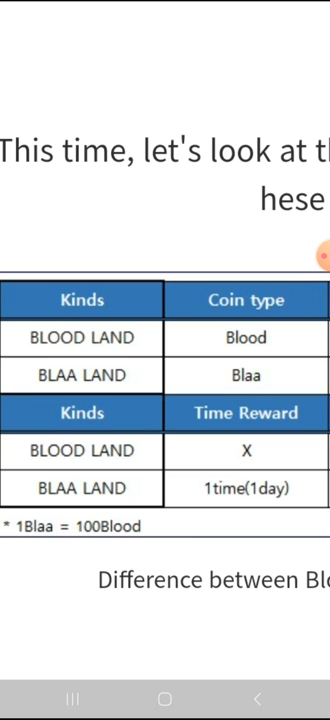 This time, let's look at t
hese
Kinds Coin type
BLOOD LAND Blood
BLAA LAND Blaa
Kinds Time Reward
BLOOD LAND X
BLAA LAND 1time(1day)
* 1Blaa = 100Blood
Difference between Blo